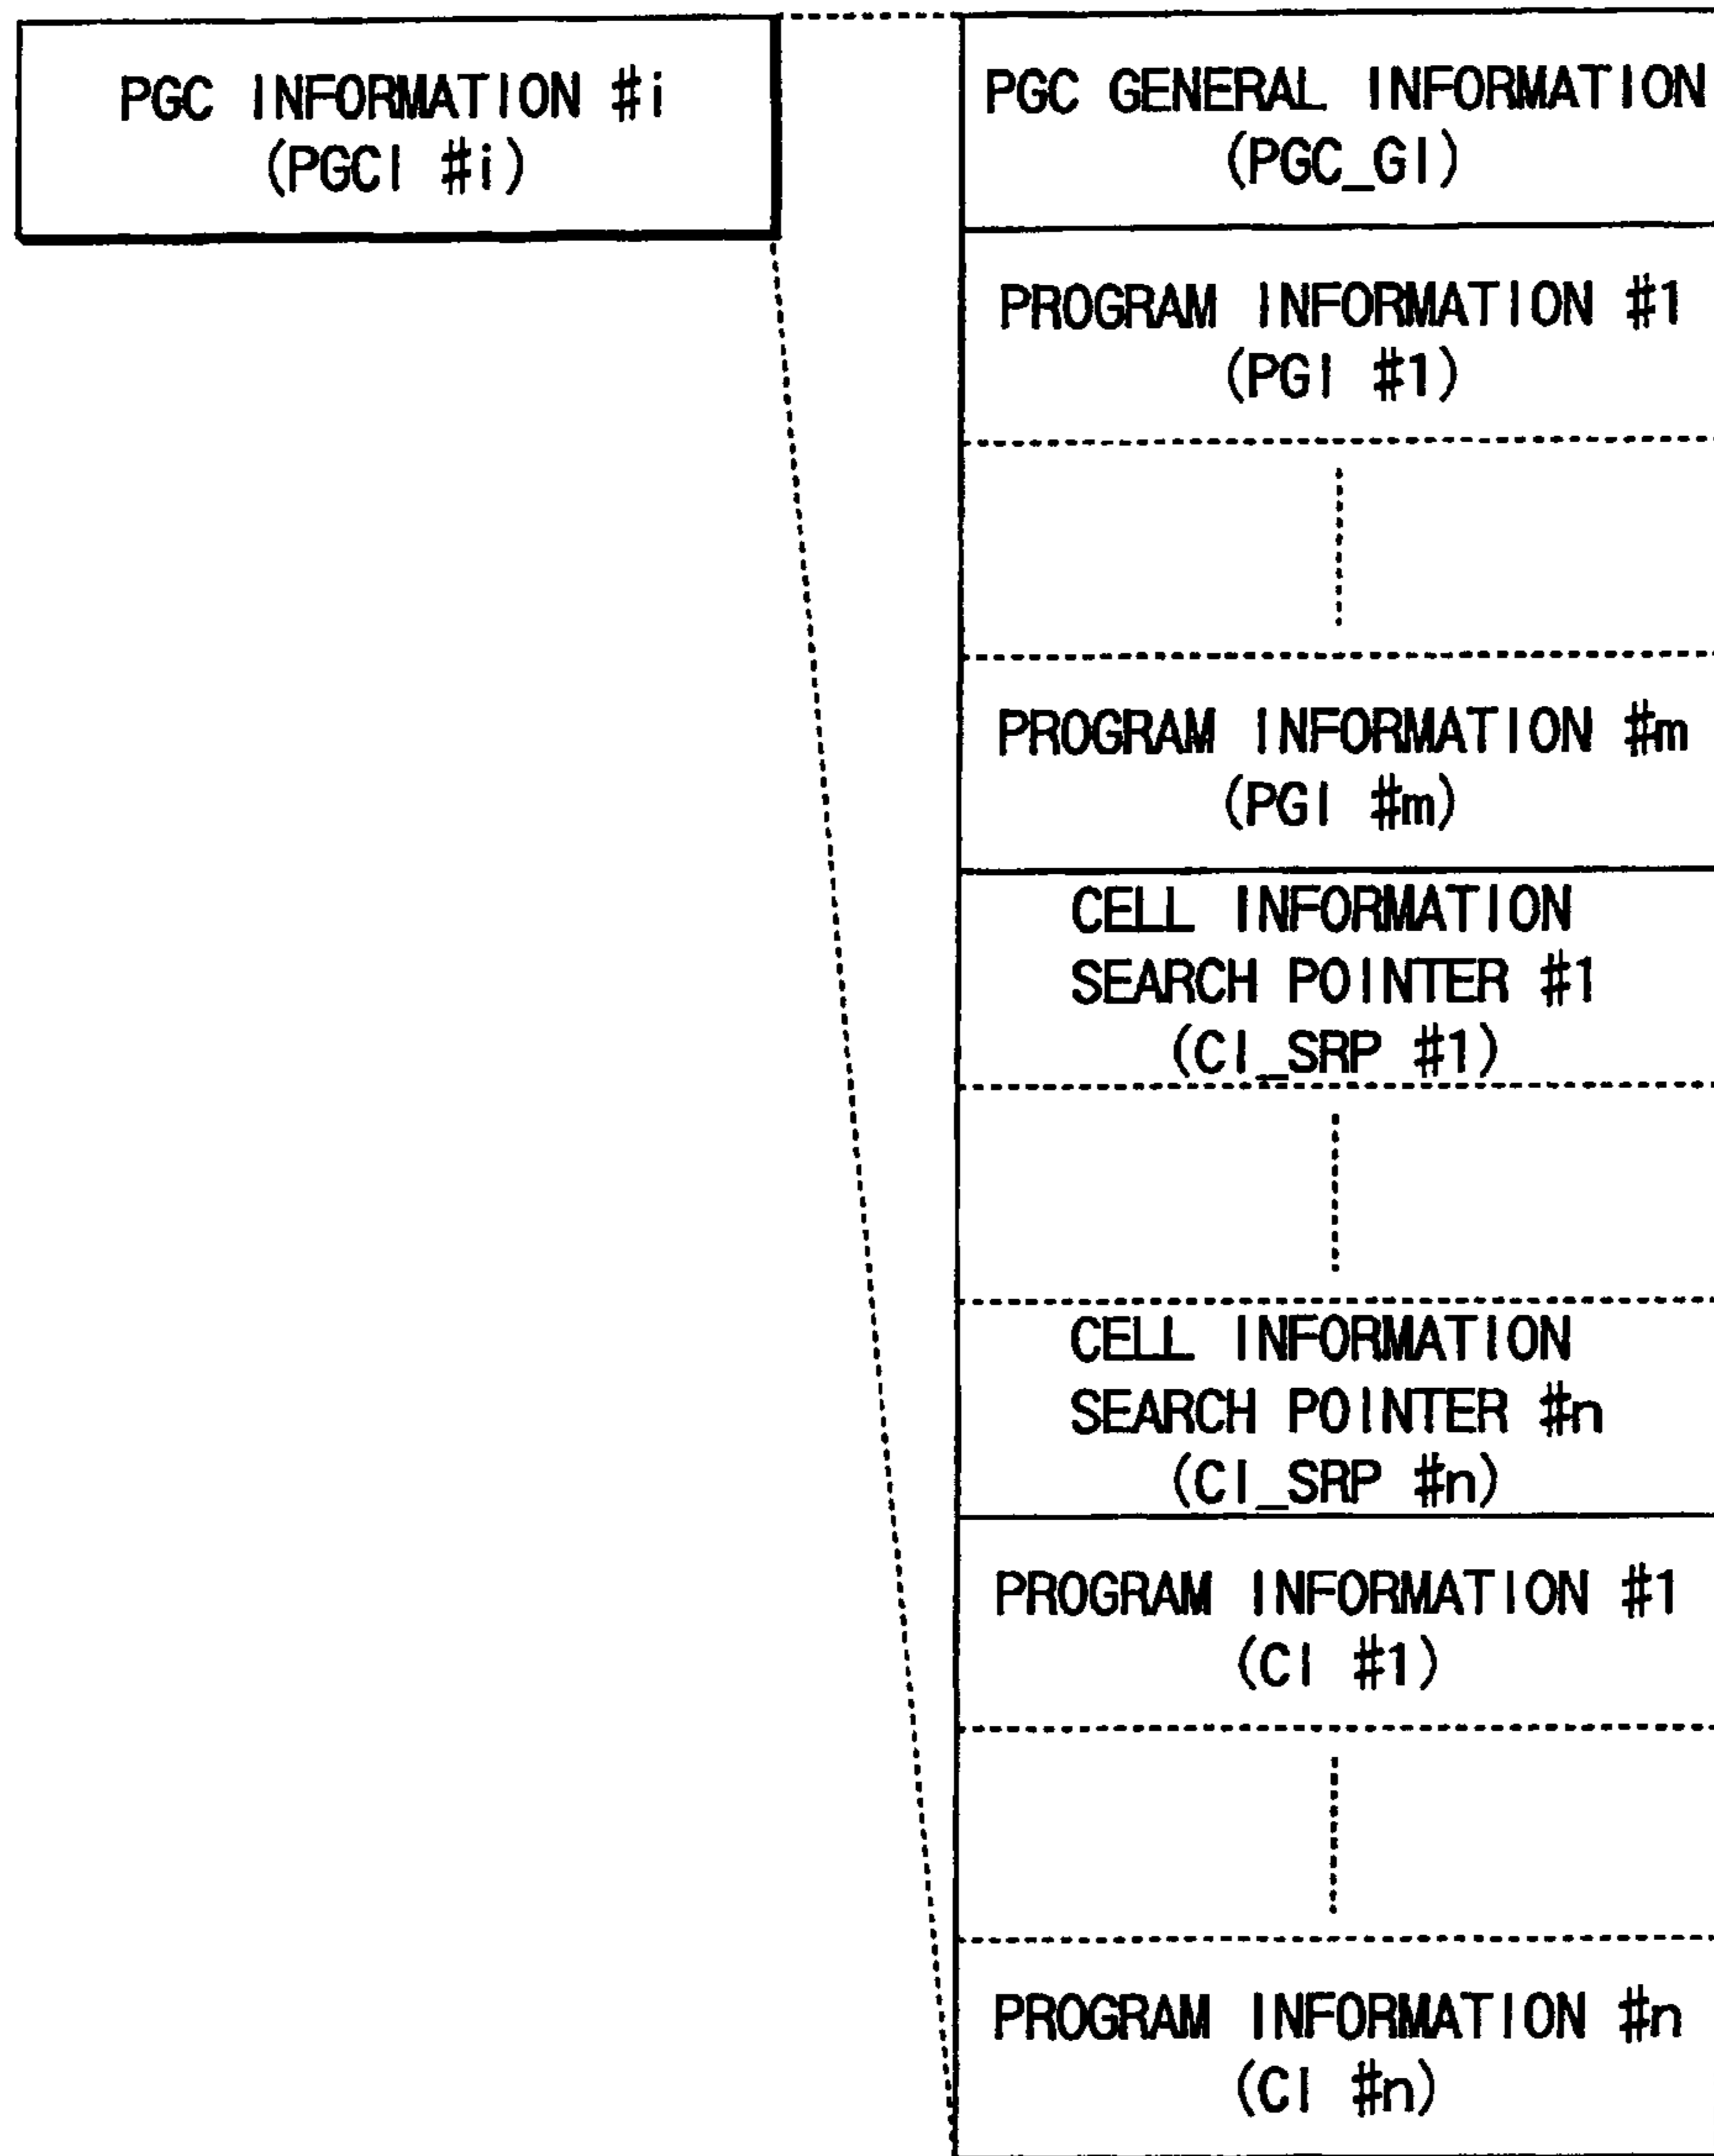 PGC INFORMATION #i
(PGCI #i)
PGC GENERAL INFORMATION
(PGC_GI)
PROGRAM INFORMATION #1
(PGI #1)
PROGRAM INFORMATION #m
(PGI #m)
CELL INFORMATION
SEARCH POINTER #1
(CI_SRP #1)
CELL INFORMATION
SEARCH POINTER #n
(CI_SRP #n)
PROGRAM INFORMATION #1
(CI #1)
PROGRAM INFORMATION #n
(CI #n)